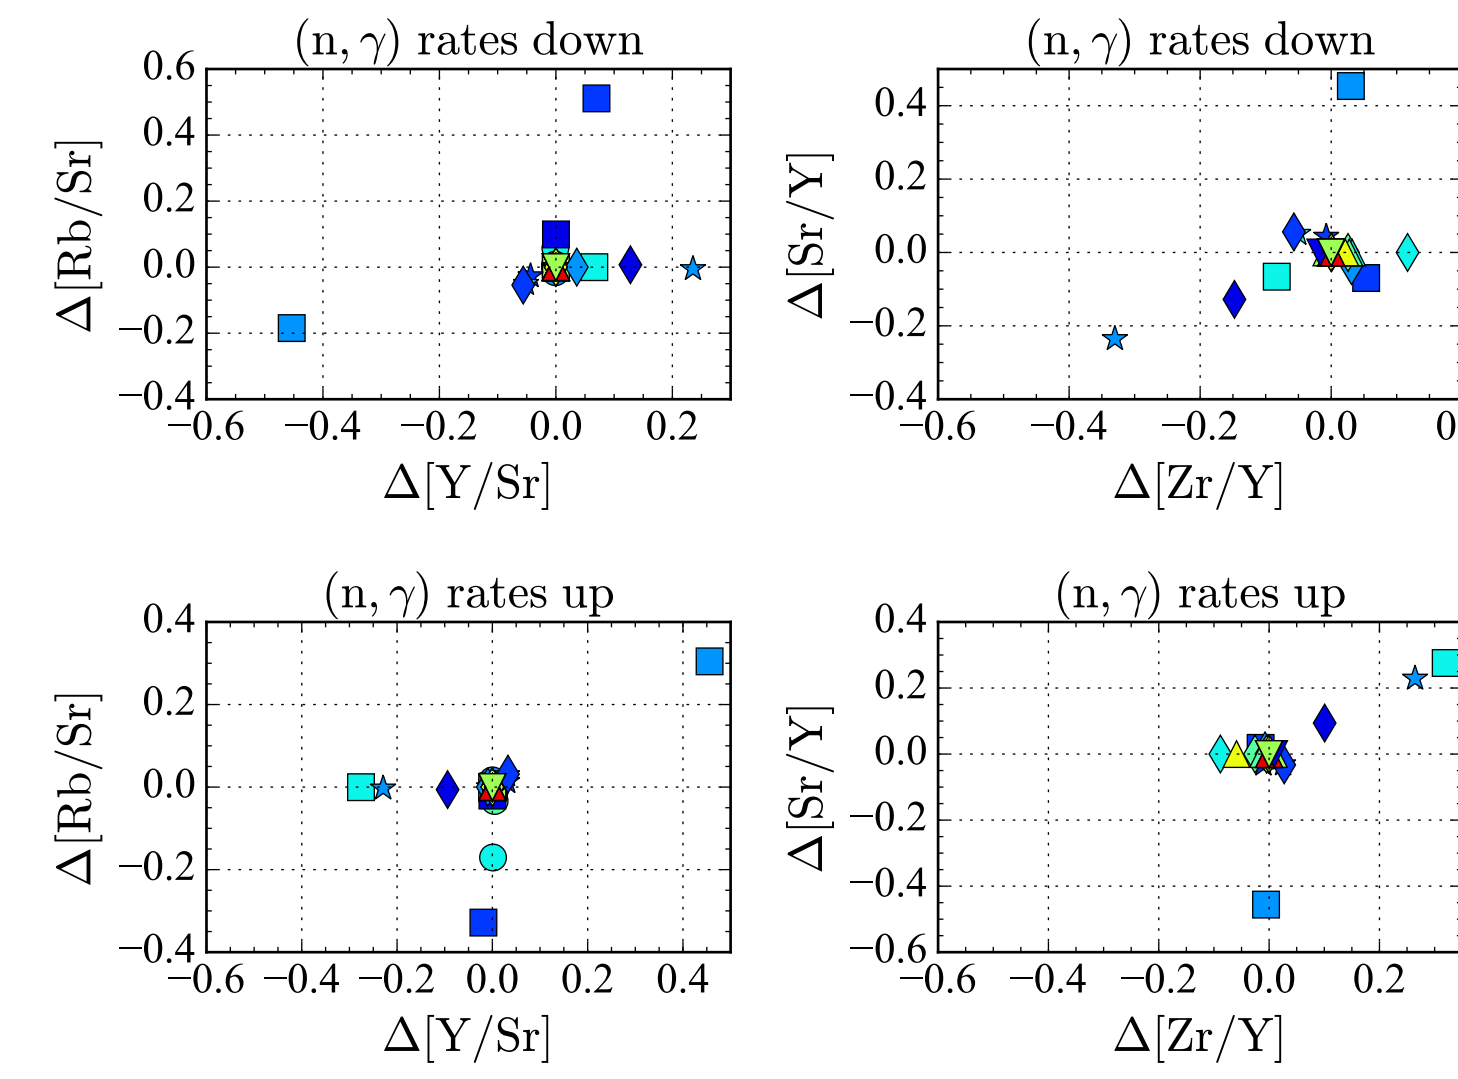 (n, γ) rates down
0.6
0.4
0.2
0.0
−0.2
−0.4
Δ[Rb/Sr]
−0.6 −0.4 −0.2 0.0 0.2
Δ[Y/Sr]
(n, γ) rates down
0.4
0.2
0.0
−0.2
−0.4
Δ[Sr/Y]
−0.6 −0.4 −0.2 0.0 0
Δ[Zr/Y]
(n, γ) rates up
0.4
0.2
0.0
−0.2
−0.4
Δ[Rb/Sr]
−0.6 −0.4 −0.2 0.0 0.2 0.4
Δ[Y/Sr]
(n, γ) rates up
0.4
0.2
0.0
−0.2
−0.4
−0.6
Δ[Sr/Y]
−0.6 −0.4 −0.2 0.0 0.2
Δ[Zr/Y]